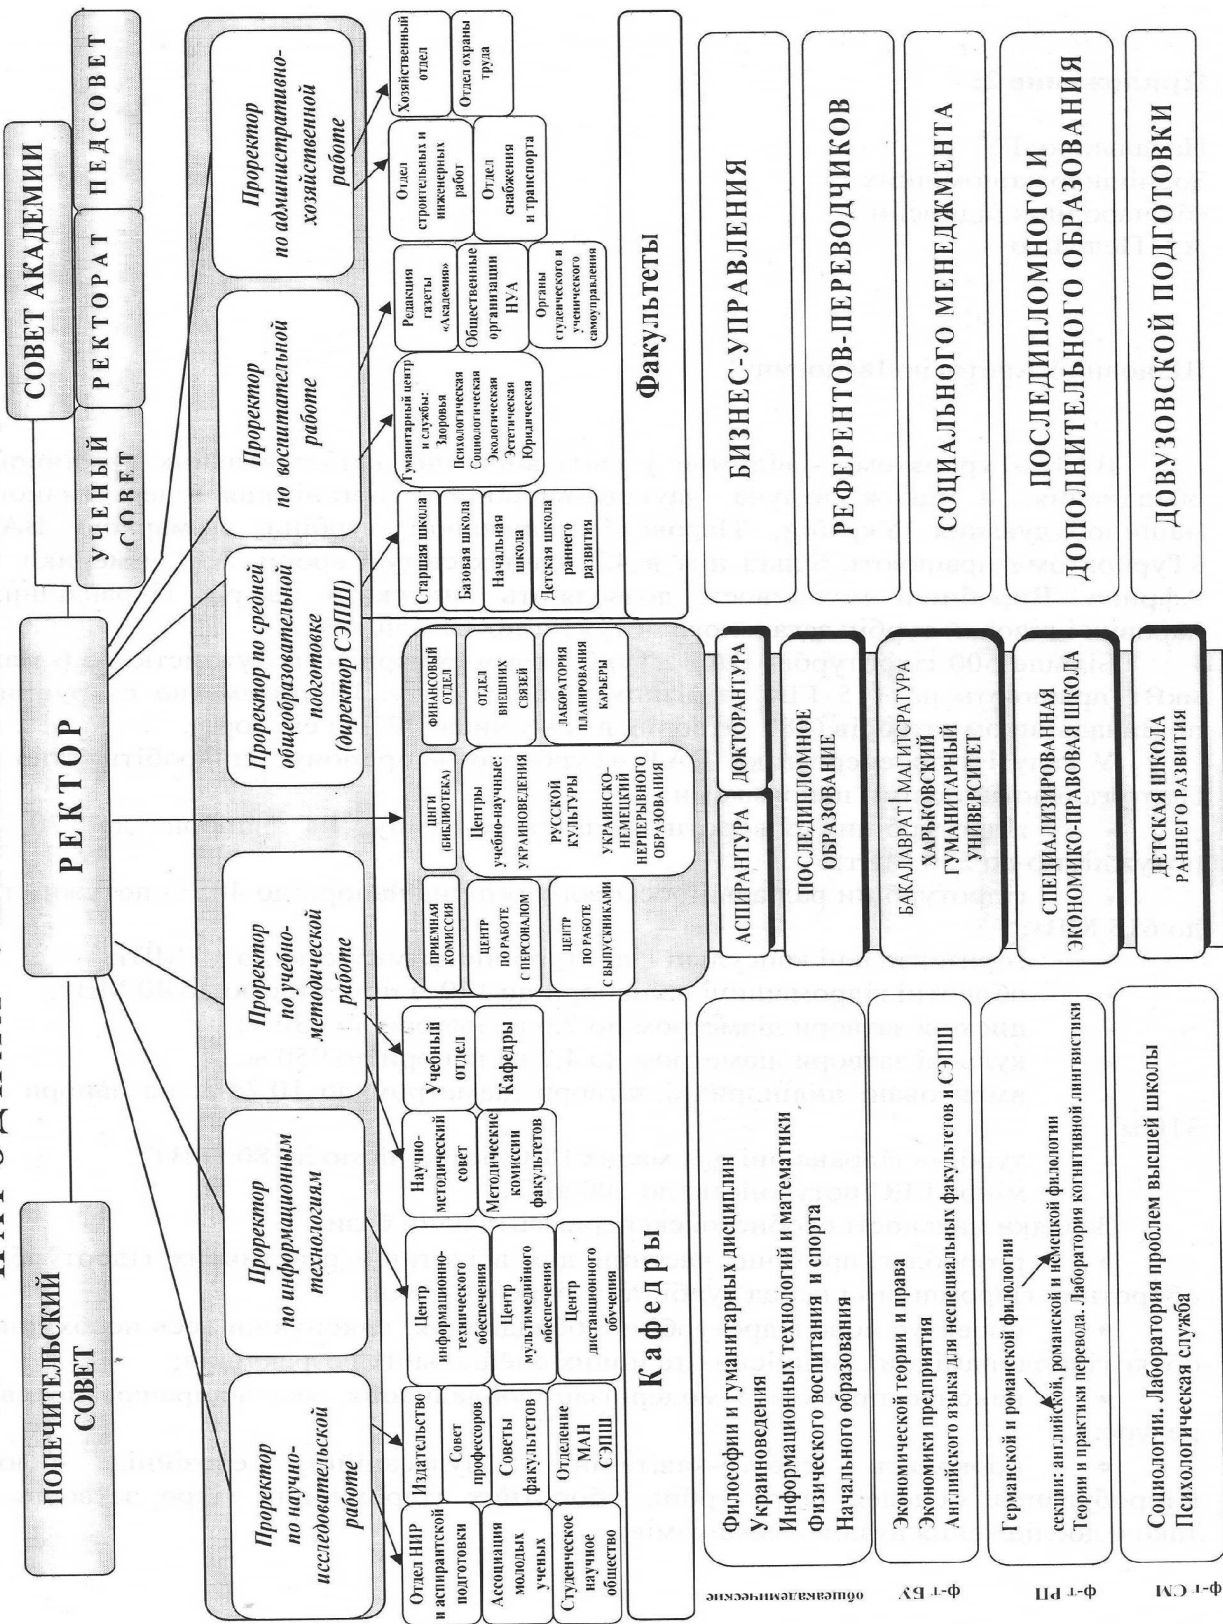 ПОПЕЧИТЕЛЬСКИЙ
СОВЕТ
РЕКТОР
СОВЕТ АКАДЕМИИ
УЧЕНЫЙ
СОВЕТ
РЕКТОРАТ
ПЕДСОВЕТ
Проректор
по научно-
исследовательской
работе
Проректор
по информационным
технологиям
Проректор
по учебно-
методической
работе
Проректор по средней
общеобразовательной
подготовке
(директор СЭПШ)
Проректор
по воспитательной
работе
Проректор
по административно-
хозяйственной
работе
Отдел НИР
и аспирантской
подготовки
Ассоциация
молодых
ученых
Студенческое
научное
общество
Издательство
Совет
профессоров
Советы
факультетов
Отделение
МАН
СЭПШ
Центр
информационно-
технического
обеспечения
Центр
мультимедийного
обеспечения
Центр
дистанционного
обучения
Научно-
методический
совет
Методические
комиссии
факультетов
Учебный
отдел
Кафедры
ПРИЕМНАЯ
КОМИССИЯ
ЦЕНТР
ПО РАБОТЕ
С ПЕРСОНАЛОМ
ЦЕНТР
ПО РАБОТЕ
С ВЫПУСКНИКАМИ
ЦНГИ
(БИБЛИОТЕКА)
Центры
учебно-научные:
УКРАИНОВЕДЕНИЯ
РУССКОЙ
КУЛЬТУРЫ
УКРАИНСКО-
НЕМЕЦКИЙ
НЕПРЕРЫВНОГО
ОБРАЗОВАНИЯ
ФИНАНСОВЫЙ
ОТДЕЛ
ОТДЕЛ
ВНЕШНИХ
СВЯЗЕЙ
ЛАБОРАТОРИЯ
ПЛАНИРОВАНИЯ
КАРЬЕРЫ
Старшая школа
Базовая школа
Начальная
школа
Детская школа
раннего
развития
Гуманитарный центр
и службы:
Здоровья
Психологическая
Социологическая
Экологическая
Эстетическая
Юридическая
Редакция
газеты
«Академия»
Общественные
организации
НУА
Органы
студенческого и
ученического
самоуправления
Отдел
строительных и
инженерных
работ
Отдел
снабжения
и транспорта
Хозяйственный
отдел
Отдел охраны
труда
Кафедры
Факультеты
общеакадемические
Философии и гуманитарных дисциплин
Украиноведения
Информационных технологий и математики
Физического воспитания и спорта
Начального образования
ф-т БУ
Экономической теории и права
Экономики предприятия
Английского языка для неспециальных факультетов и СЭПШ
ф-т РП
Германской и романской филологии
секции: английской, романской и немецкой филологии
Теории и практики перевода. Лаборатория когнитивной лингвистики
ф-т СМ
Социологии. Лаборатория проблем высшей школы
Психологическая служба
АСПИРАНТУРА
ДОКТОРАНТУРА
ПОСЛЕДИПЛОМНОЕ
ОБРАЗОВАНИЕ
БАКАЛАВРАТ
МАГИСТРАТУРА
ХАРЬКОВСКИЙ
ГУМАНИТАРНЫЙ
УНИВЕРСИТЕТ
СПЕЦИАЛИЗИРОВАННАЯ
ЭКОНОМИКО-ПРАВОВАЯ ШКОЛА
ДЕТСКАЯ ШКОЛА
РАННЕГО РАЗВИТИЯ
БИЗНЕС-УПРАВЛЕНИЯ
РЕФЕРЕНТОВ-ПЕРЕВОДЧИКОВ
СОЦИАЛЬНОГО МЕНЕДЖМЕНТА
ПОСЛЕДИПЛОМНОГО И
ДОПОЛНИТЕЛЬНОГО ОБРАЗОВАНИЯ
ДОВУЗОВСКОЙ ПОДГОТОВКИ